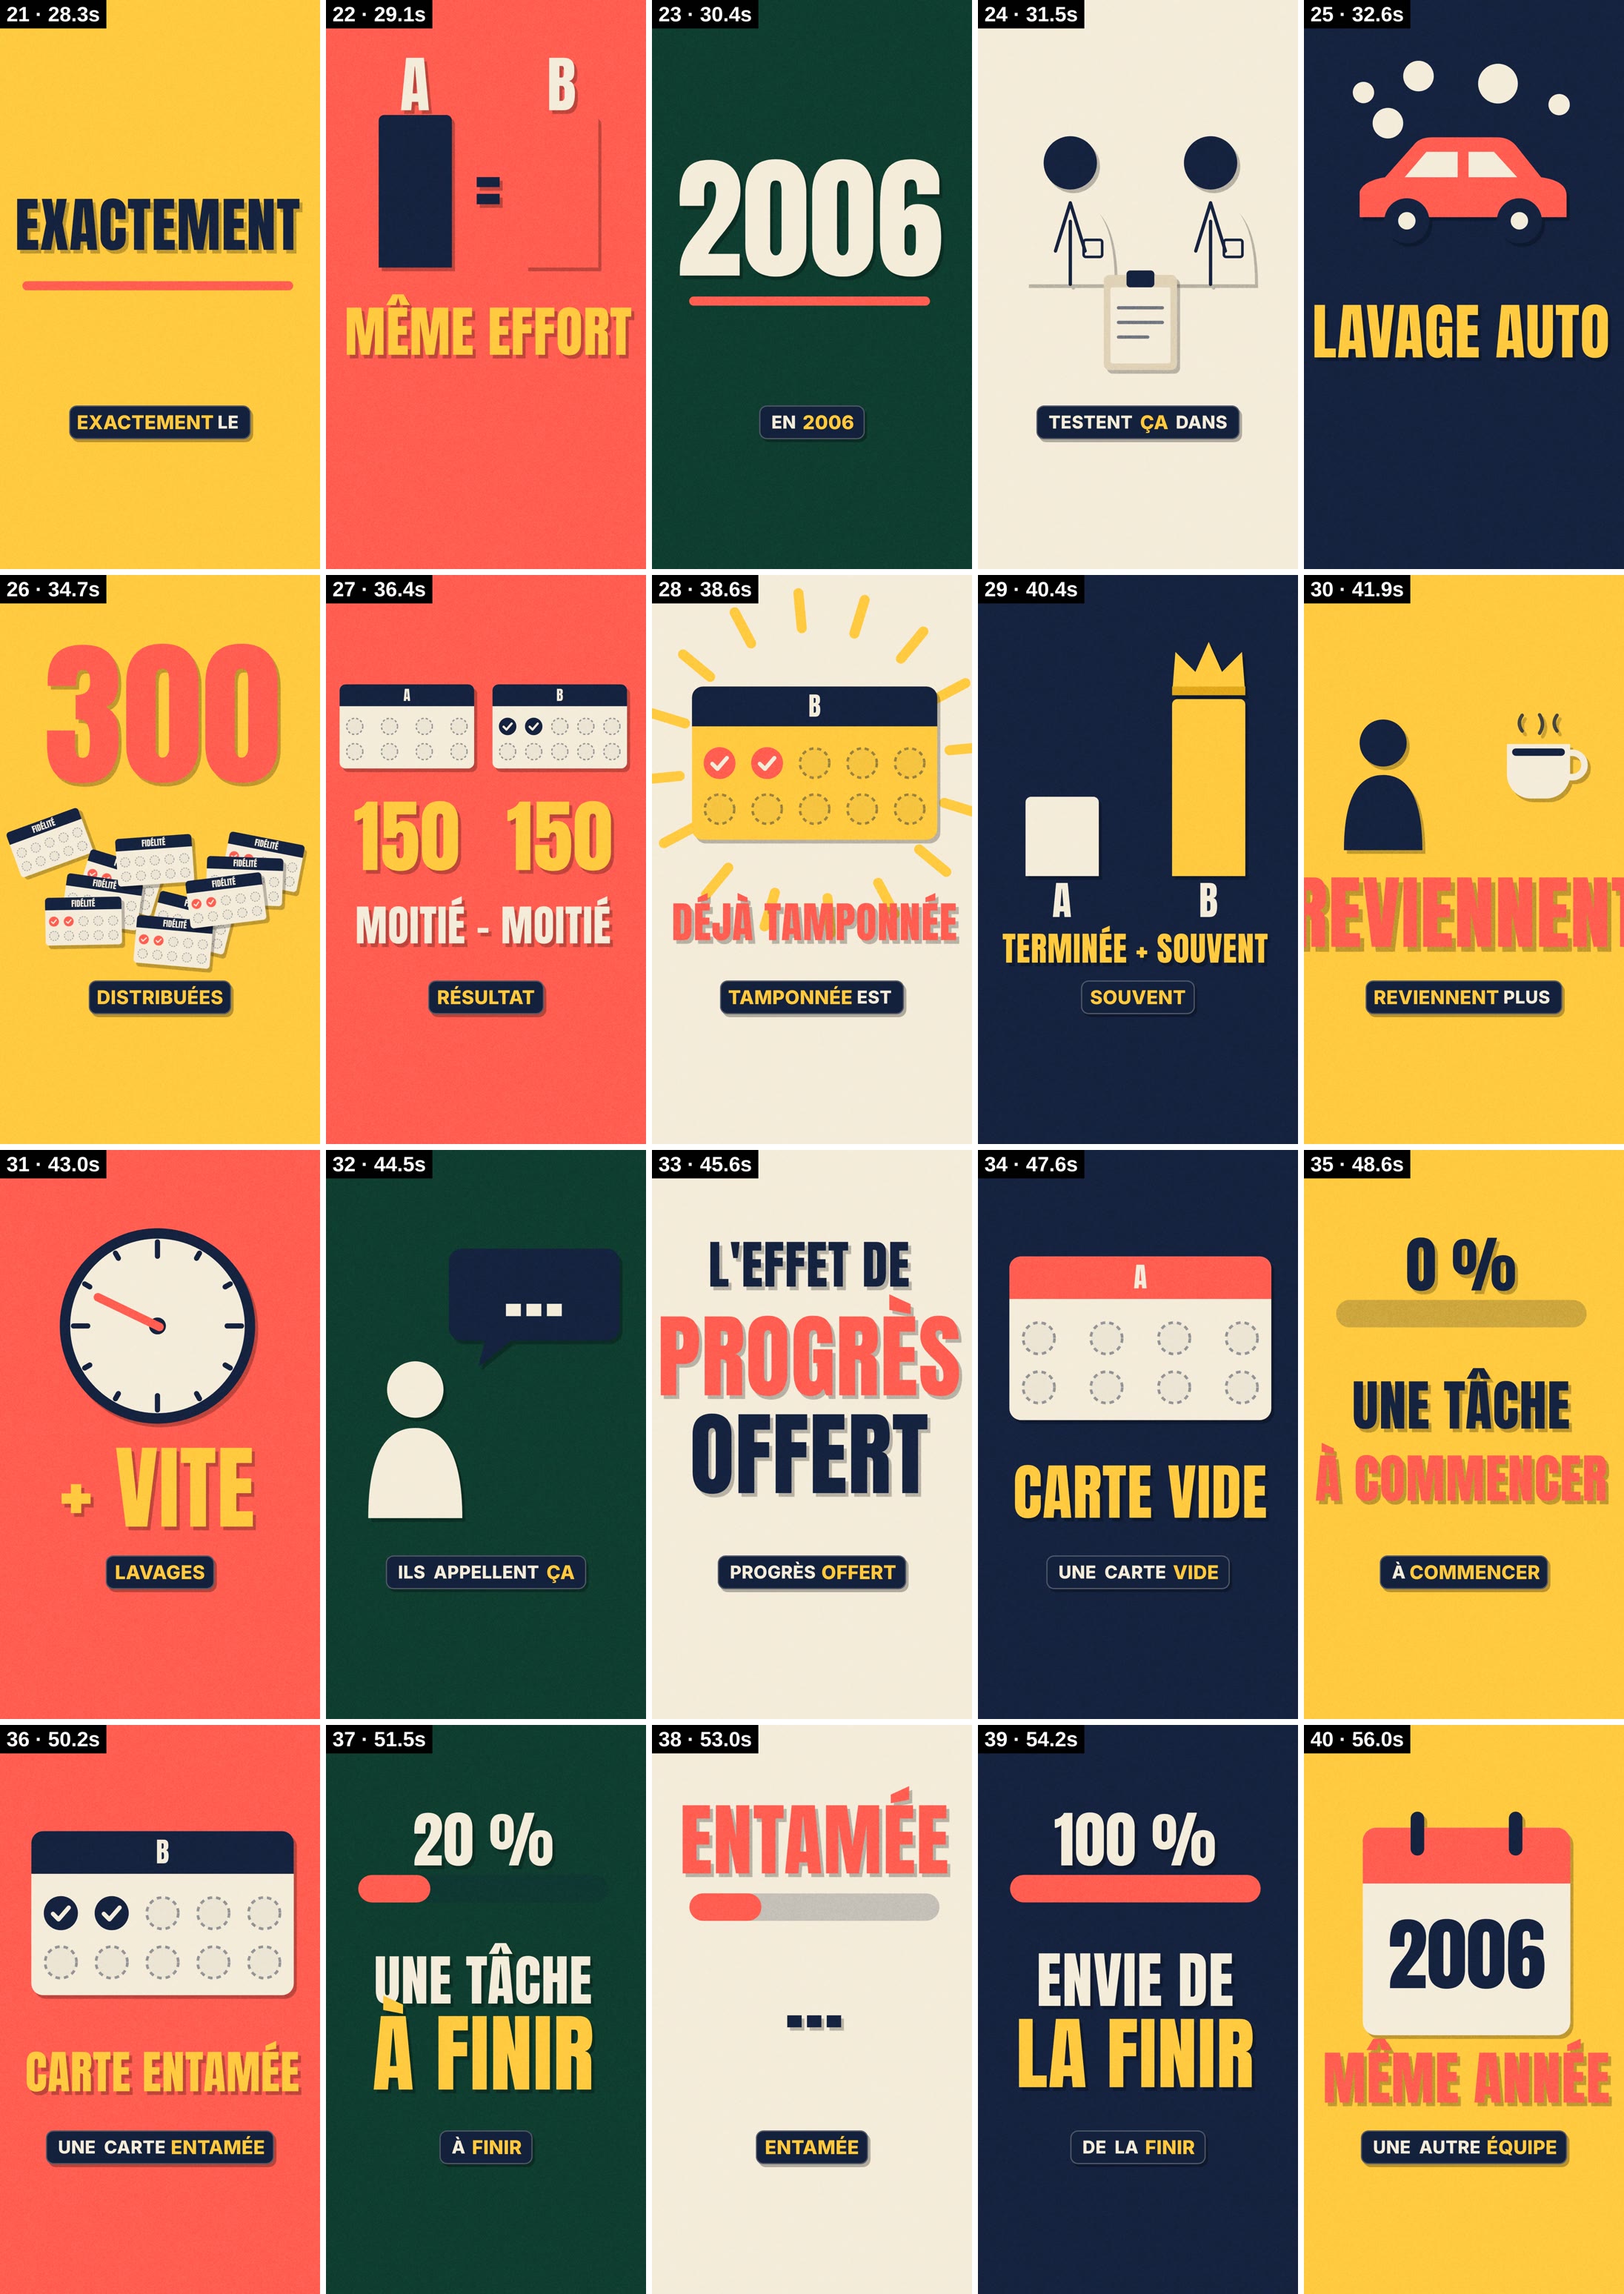 21 · 28.3s
EXACTEMENT
EXACTEMENT LE
22 · 29.1s
A B
=
MÊME EFFORT
23 · 30.4s
2006
EN 2006
24 · 31.5s
TESTENT ÇA DANS
25 · 32.6s
LAVAGE AUTO
26 · 34.7s
300
FIDÉLITÉ
FIDÉLITÉ
FIDÉLITÉ
FIDÉLITÉ
FIDÉLITÉ
FIDÉLITÉ
FIDÉLITÉ
FIDÉLITÉ
DISTRIBUÉES
27 · 36.4s
A B
150 150
MOITIÉ - MOITIÉ
RÉSULTAT
28 · 38.6s
B
DÉJÀ TAMPONNÉE
TAMPONNÉE EST
29 · 40.4s
A B
TERMINÉE + SOUVENT
SOUVENT
30 · 41.9s
REVIENNENT
REVIENNENT PLUS
31 · 43.0s
+ VITE
LAVAGES
32 · 44.5s
...
ILS APPELLENT ÇA
33 · 45.6s
L'EFFET DE
PROGRÈS
OFFERT
PROGRÈS OFFERT
34 · 47.6s
A
CARTE VIDE
UNE CARTE VIDE
35 · 48.6s
0 %
UNE TÂCHE
À COMMENCER
À COMMENCER
36 · 50.2s
B
CARTE ENTAMÉE
UNE CARTE ENTAMÉE
37 · 51.5s
20 %
UNE TÂCHE
À FINIR
À FINIR
38 · 53.0s
ENTAMÉE
...
ENTAMÉE
39 · 54.2s
100 %
ENVIE DE
LA FINIR
DE LA FINIR
40 · 56.0s
2006
MÊME ANNÉE
UNE AUTRE ÉQUIPE